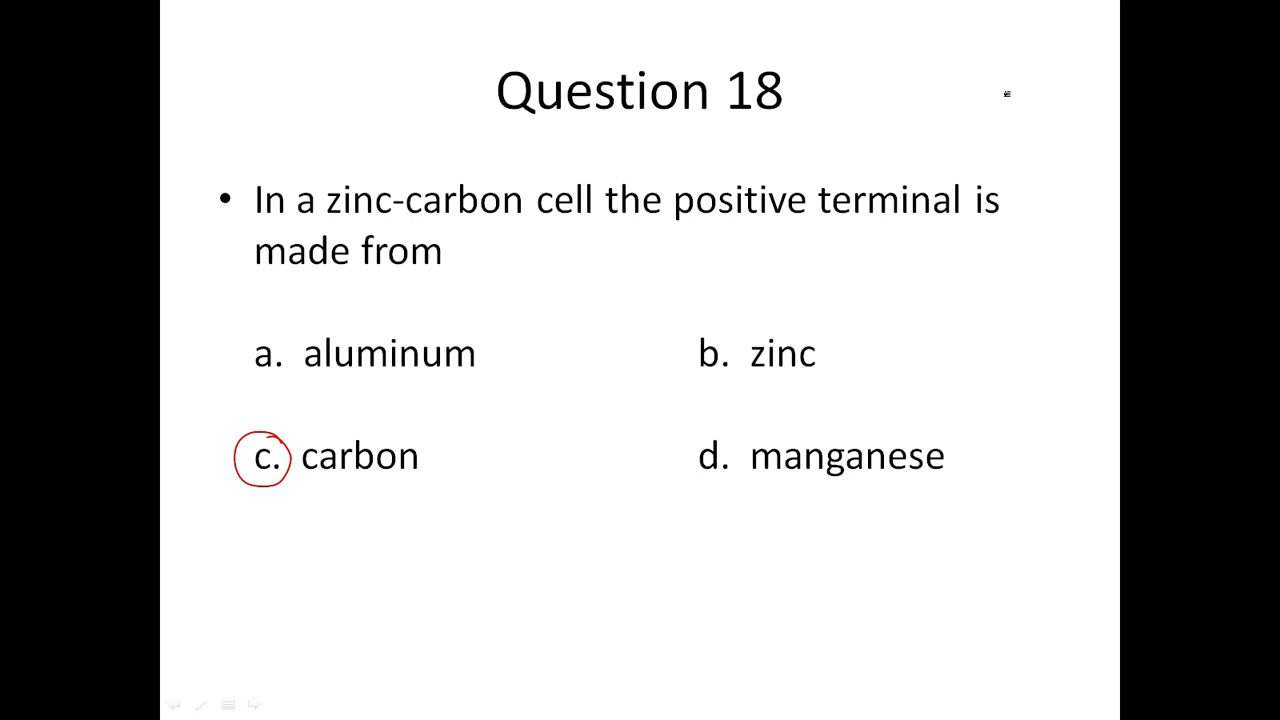 Question 18
• In a zinc-carbon cell the positive terminal is
made from
a. aluminum b. zinc
c. carbon d. manganese